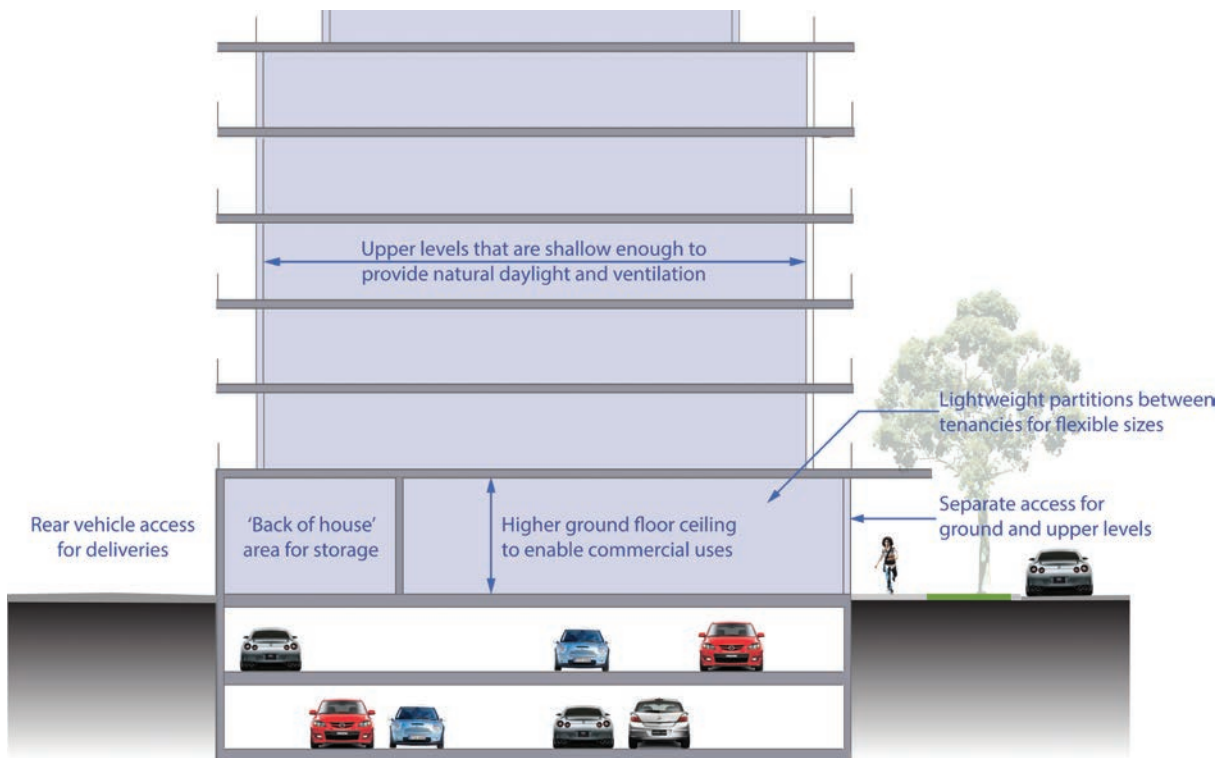 Upper levels that are shallow enough to
provide natural daylight and ventilation
Lightweight partitions between
tenancies for flexible sizes
Rear vehicle access
for deliveries
‘Back of house’
area for storage
Higher ground floor ceiling
to enable commercial uses
Separate access for
ground and upper levels